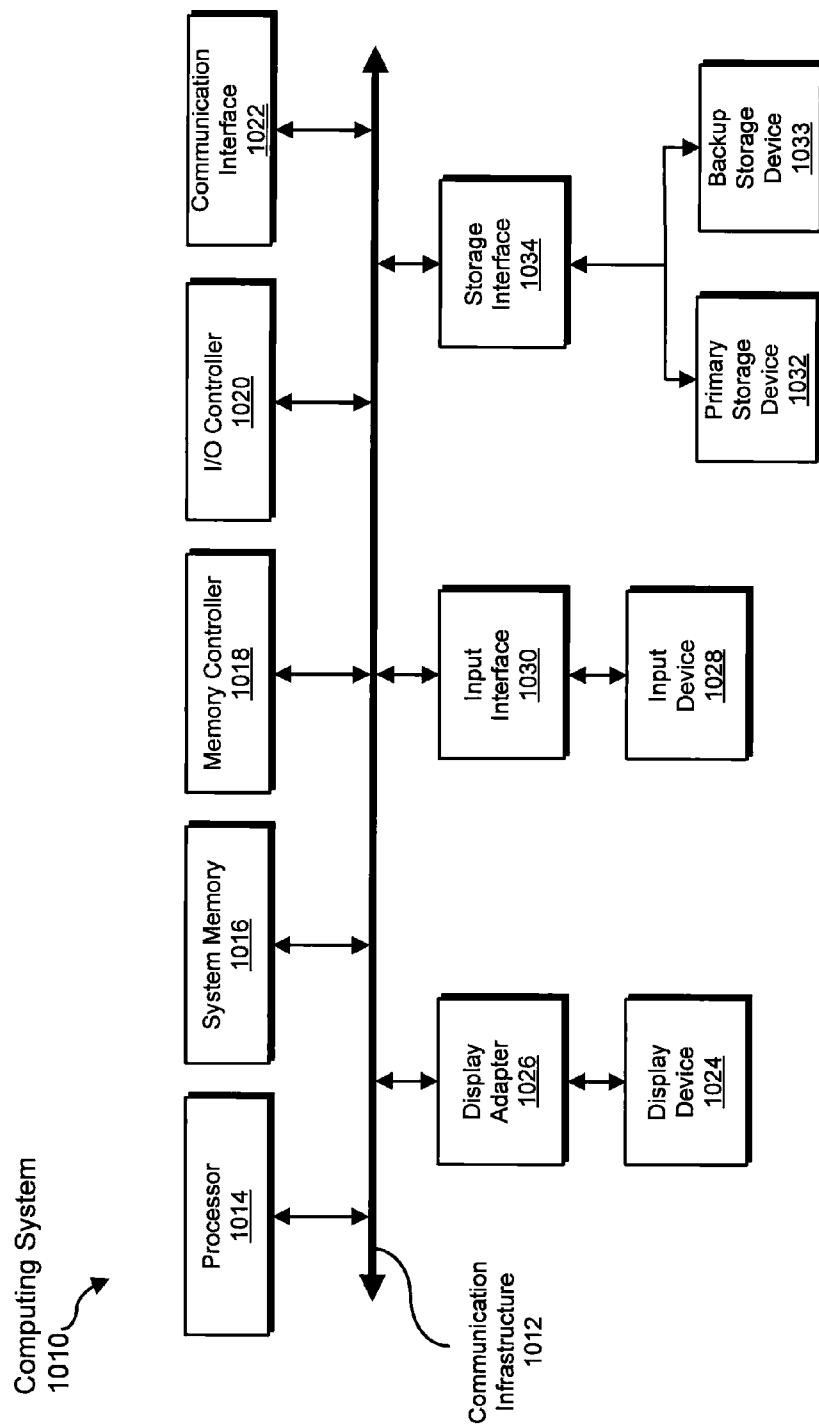 Computing System
1010
Processor
1014
System Memory
1016
Memory Controller
1018
I/O Controller
1020
Communication
Interface
1022
Communication
Infrastructure
1012
Display
Adapter
1026
Input
Interface
1030
Storage
Interface
1034
Display
Device
1024
Input
Device
1028
Primary
Storage
Device
1032
Backup
Storage
Device
1033